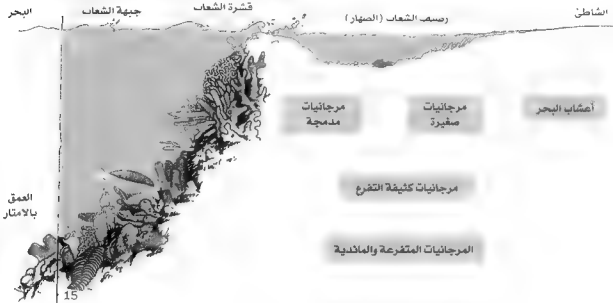 الشاطئ
رصيف الشعاب (الصهار)
قشرة الشعاب
جبهة الشعاب
البحر
أعشاب البحر
مرجانيات
صغيرة
مرجانيات
مدمجة
مرجانيات كثيفة التفرع
المرجانيات المتفرعة والمائدية
العمق
بالامتار
15